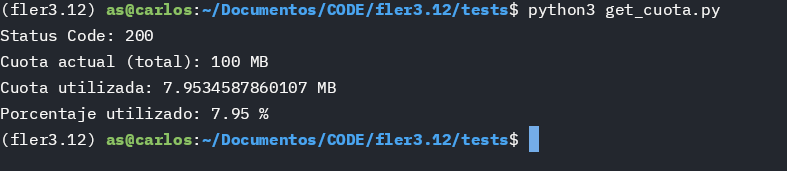 (fler3.12) as@carlos:~/Documentos/CODE/fler3.12/tests$ python3 get_cuota.py
Status Code: 200
Cuota actual (total): 100 MB
Cuota utilizada: 7.9534587860107 MB
Porcentaje utilizado: 7.95 %
(fler3.12) as@carlos:~/Documentos/CODE/fler3.12/tests$